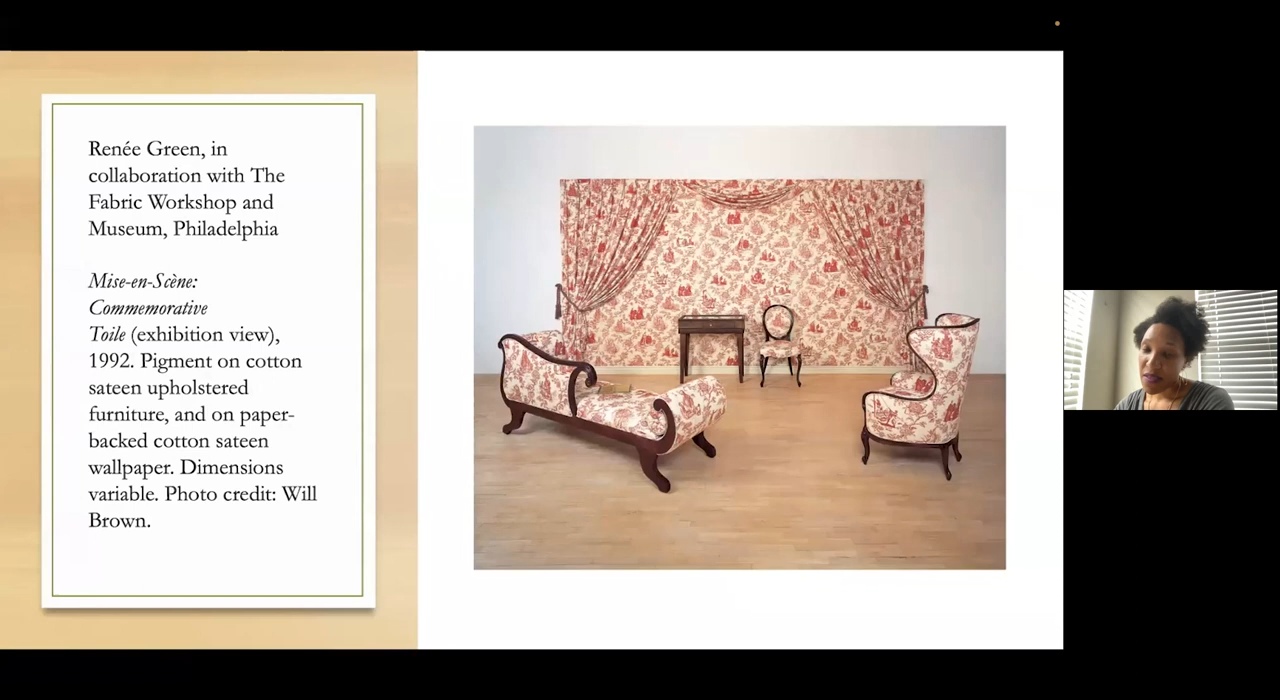 Renée Green, in
collaboration with The
Fabric Workshop and
Museum, Philadelphia
Mise-en-Scène:
Commemorative
Toile (exhibition view),
1992. Pigment on cotton
sateen upholstered
furniture, and on paper-
backed cotton sateen
wallpaper. Dimensions
variable. Photo credit: Will
Brown.